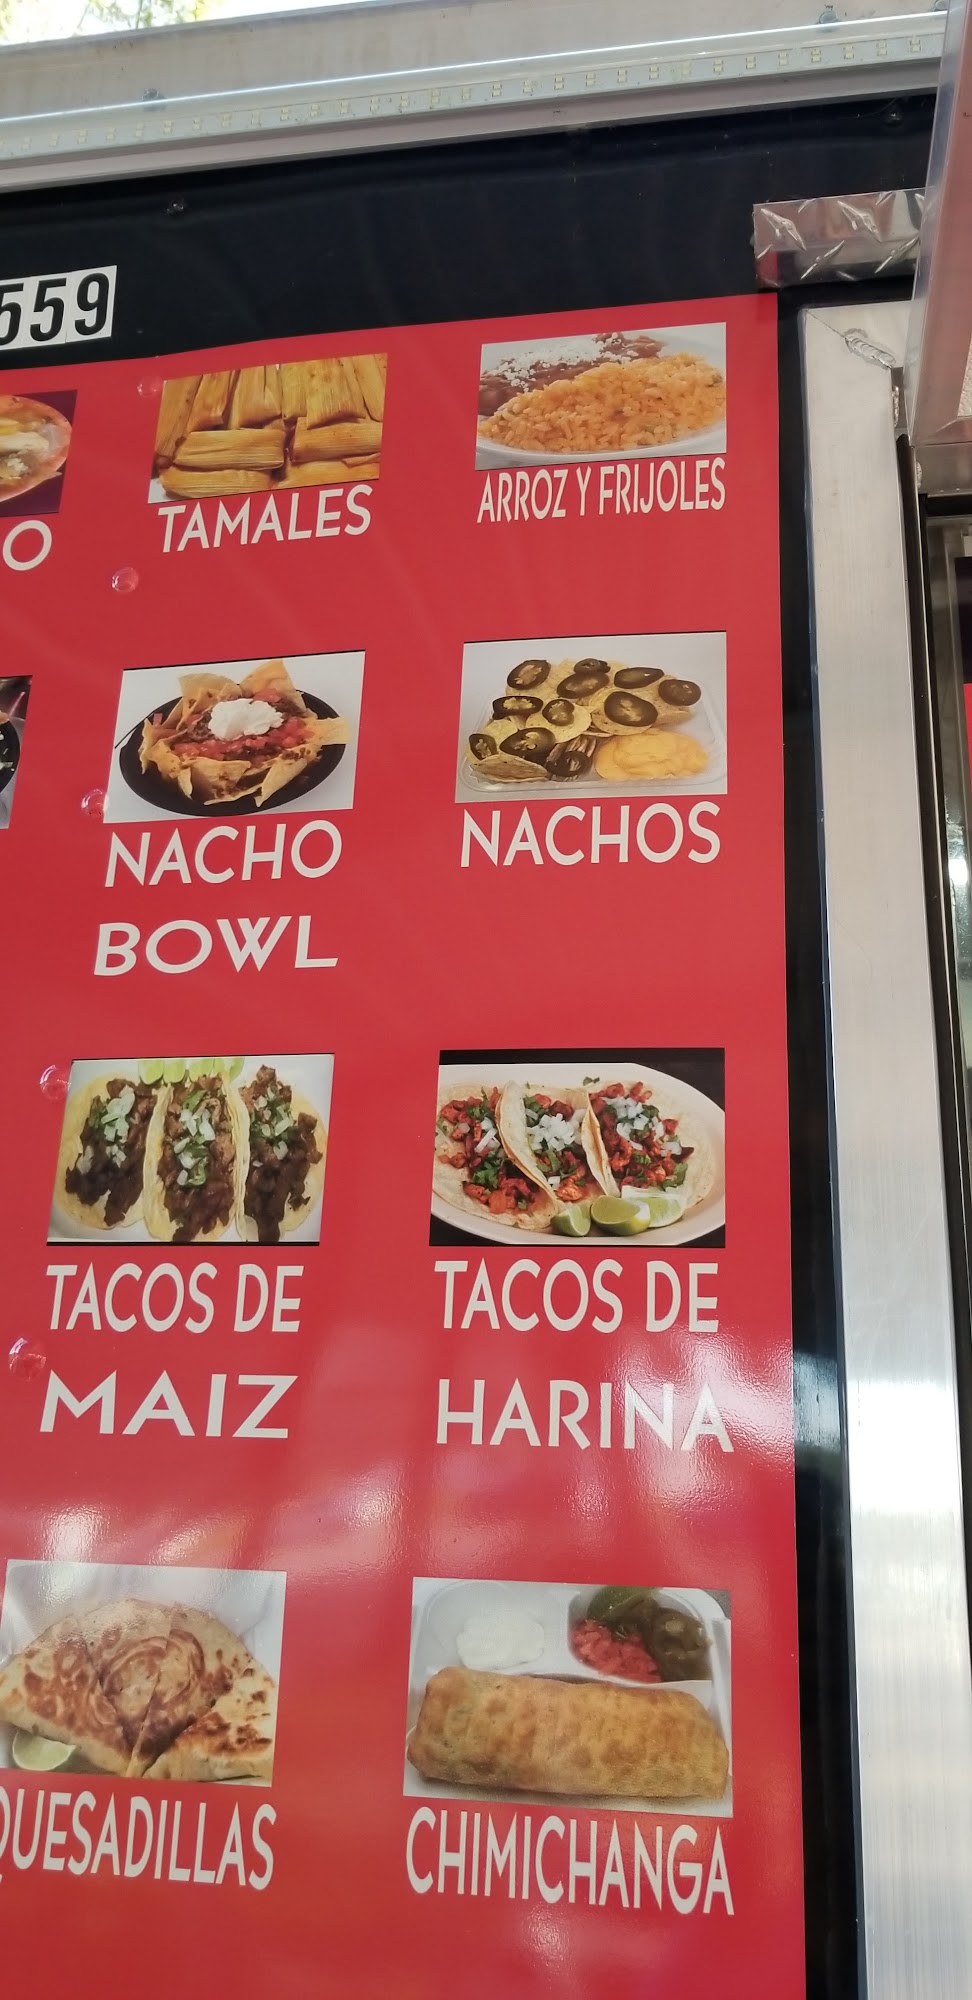 559
TAMALES
ARROZ Y FRIJOLES
NACHO
BOWL
NACHOS
TACOS DE
MAIZ
TACOS DE
HARINA
QUESADILLAS
CHIMICHANGA